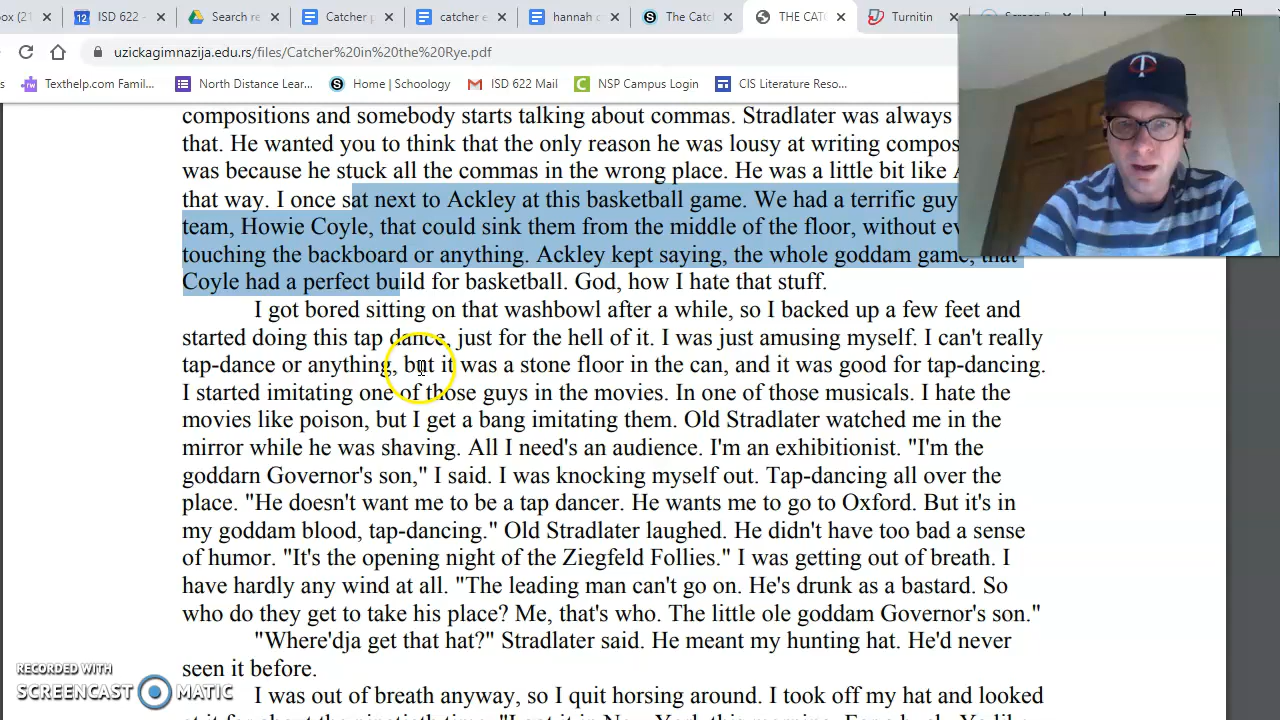 box (21
ISD 622 -
Search re
Catcher p
catcher e
hannah c
The Catc
THE CATC
Turnitin
uzickagimnazija.edu.rs/files/Catcher%20in%20the%20Rye.pdf
Texthelp.com Famil...
North Distance Lear...
Home | Schoology
ISD 622 Mail
NSP Campus Login
CIS Literature Reso...
compositions and somebody starts talking about commas. Stradlater was always
that. He wanted you to think that the only reason he was lousy at writing compos
was because he stuck all the commas in the wrong place. He was a little bit like A
that way. I once sat next to Ackley at this basketball game. We had a terrific guy
team, Howie Coyle, that could sink them from the middle of the floor, without ev
touching the backboard or anything. Ackley kept saying, the whole goddam game, that
Coyle had a perfect build for basketball. God, how I hate that stuff.
I got bored sitting on that washbowl after a while, so I backed up a few feet and
started doing this tap dance, just for the hell of it. I was just amusing myself. I can't really
tap-dance or anything, but it was a stone floor in the can, and it was good for tap-dancing.
I started imitating one of those guys in the movies. In one of those musicals. I hate the
movies like poison, but I get a bang imitating them. Old Stradlater watched me in the
mirror while he was shaving. All I need's an audience. I'm an exhibitionist. "I'm the
goddarn Governor's son," I said. I was knocking myself out. Tap-dancing all over the
place. "He doesn't want me to be a tap dancer. He wants me to go to Oxford. But it's in
my goddam blood, tap-dancing." Old Stradlater laughed. He didn't have too bad a sense
of humor. "It's the opening night of the Ziegfeld Follies." I was getting out of breath. I
have hardly any wind at all. "The leading man can't go on. He's drunk as a bastard. So
who do they get to take his place? Me, that's who. The little ole goddam Governor's son."
"Where'dja get that hat?" Stradlater said. He meant my hunting hat. He'd never
seen it before.
I was out of breath anyway, so I quit horsing around. I took off my hat and looked
RECORDED WITH
SCREENCAST MATIC